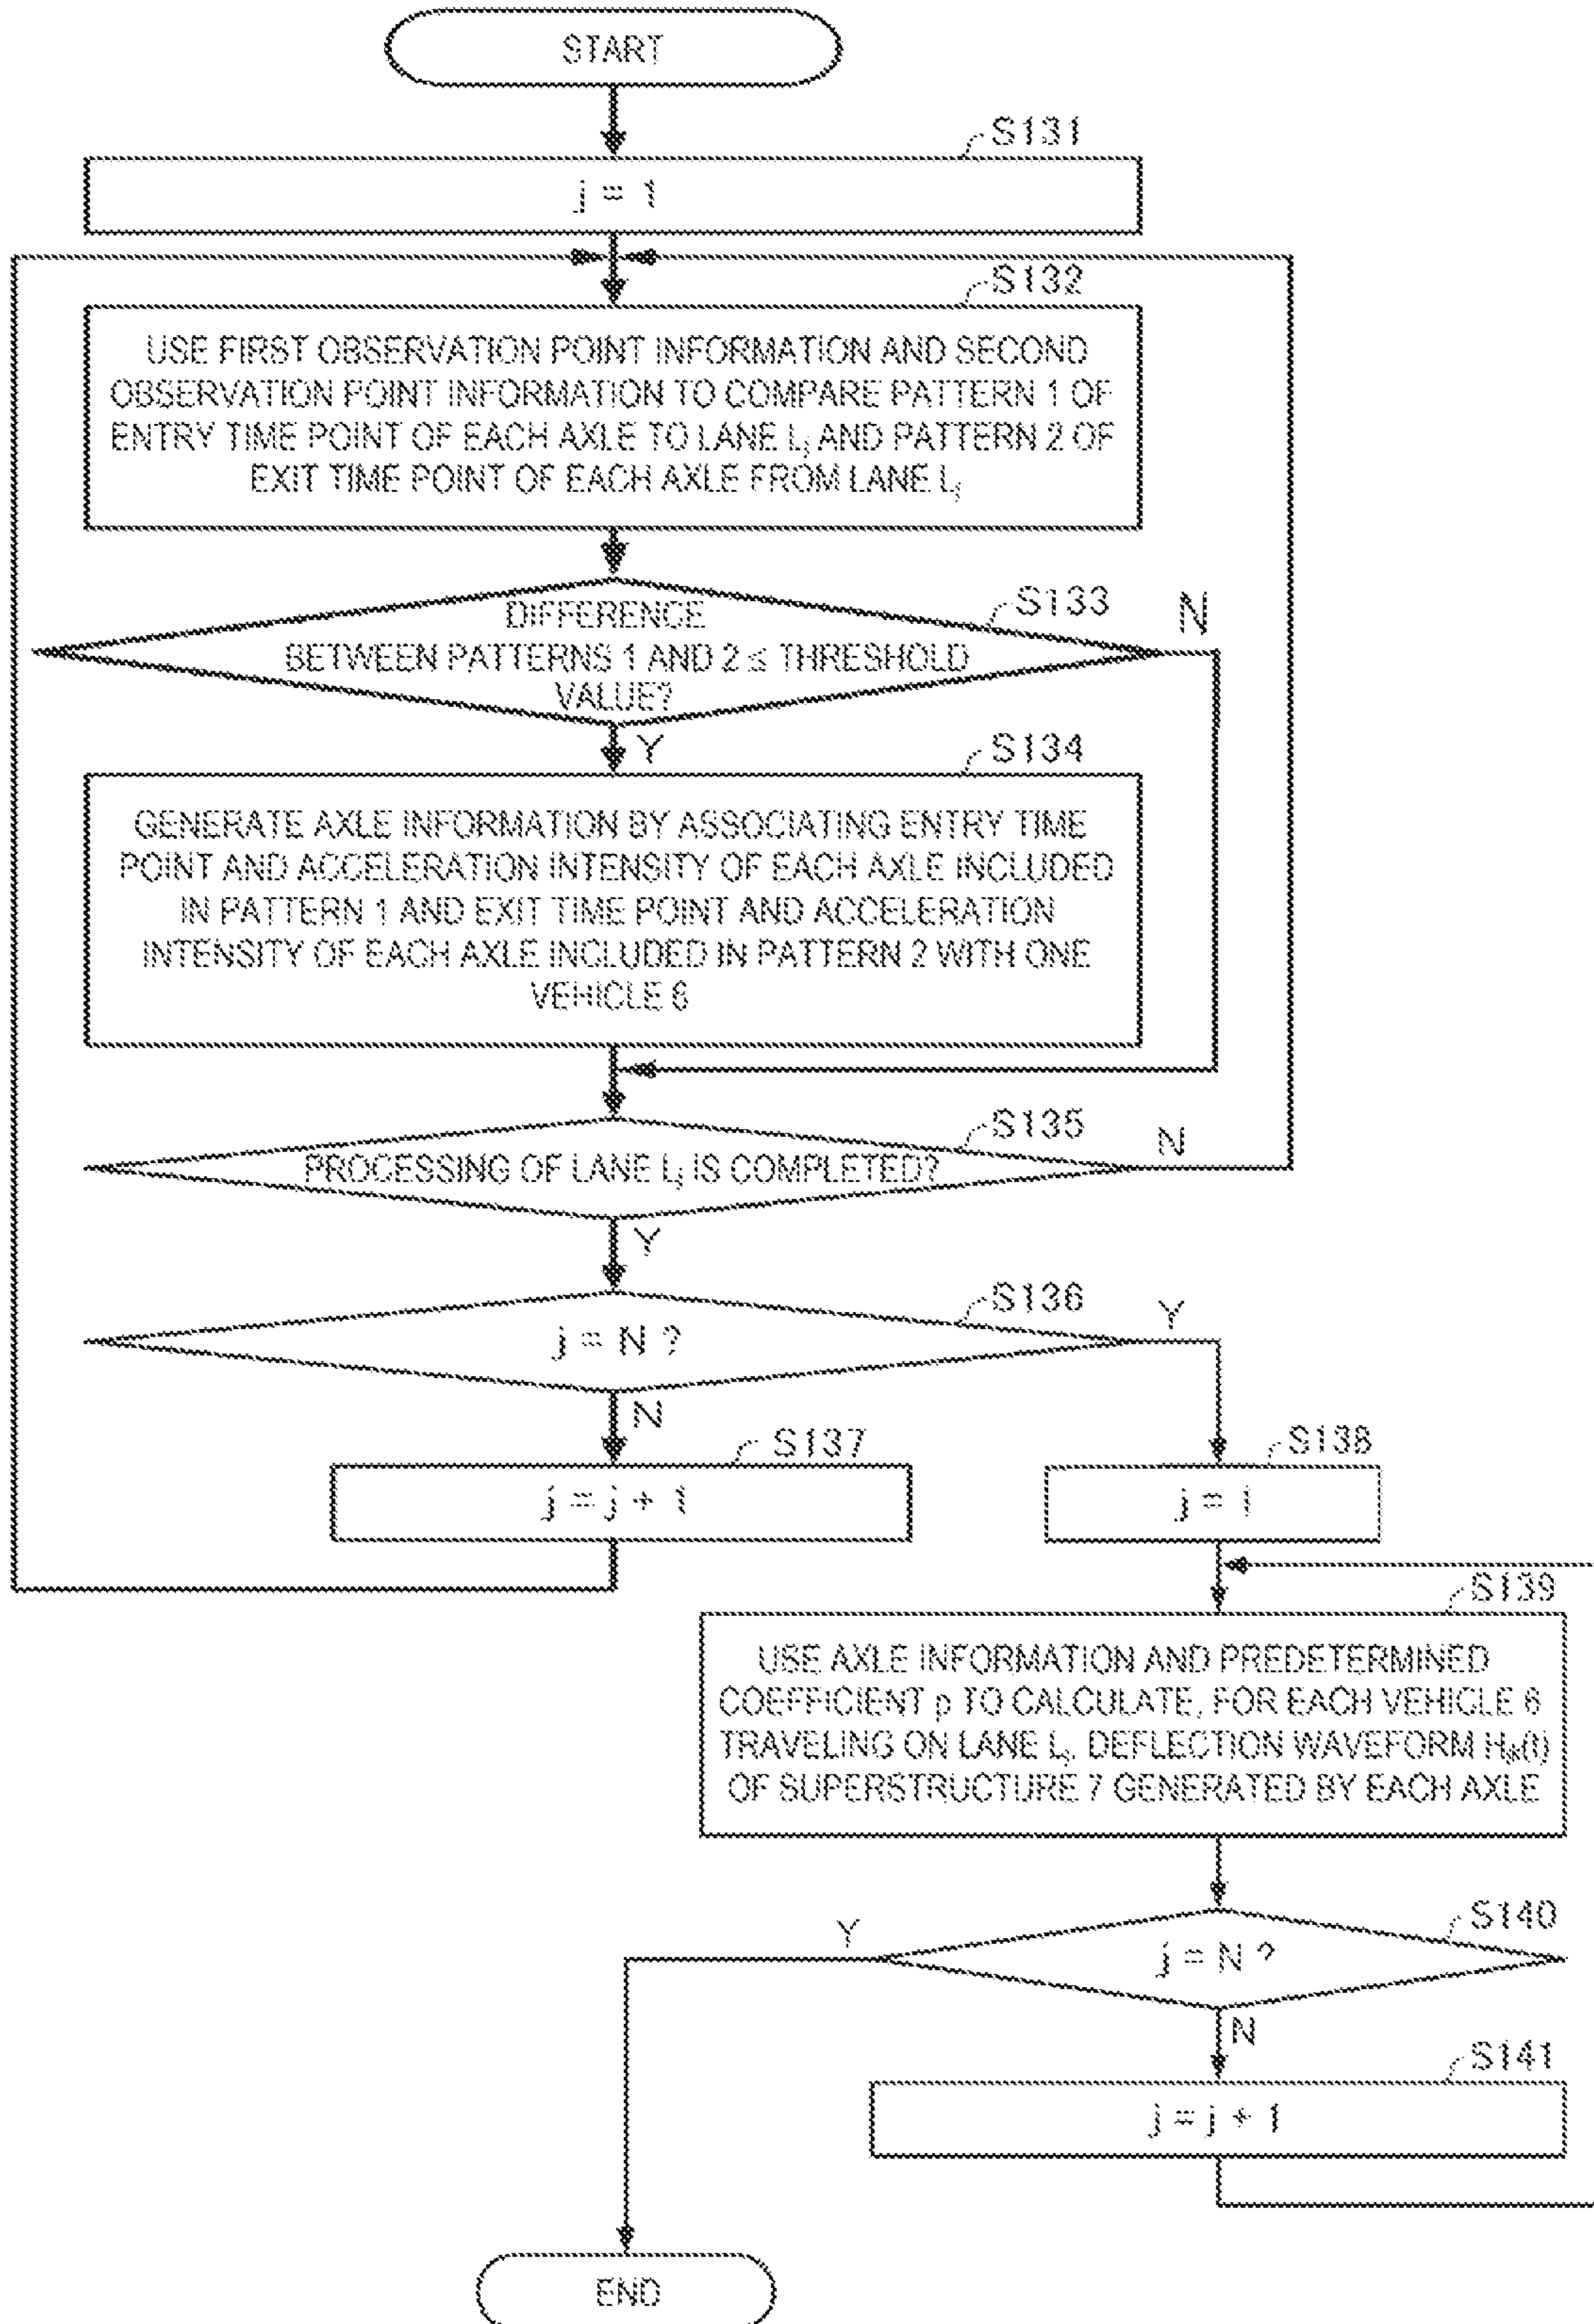 START
S131
j = 1
S132
USE FIRST OBSERVATION POINT INFORMATION AND SECOND
OBSERVATION POINT INFORMATION TO COMPARE PATTERN 1 OF
ENTRY TIME POINT OF EACH AXLE TO LANE Lj AND PATTERN 2 OF
EXIT TIME POINT OF EACH AXLE FROM LANE Lj
S133
N
DIFFERENCE
BETWEEN PATTERNS 1 AND 2 ≤ THRESHOLD
VALUE?
Y
S134
GENERATE AXLE INFORMATION BY ASSOCIATING ENTRY TIME
POINT AND ACCELERATION INTENSITY OF EACH AXLE INCLUDED
IN PATTERN 1 AND EXIT TIME POINT AND ACCELERATION
INTENSITY OF EACH AXLE INCLUDED IN PATTERN 2 WITH ONE
VEHICLE 6
S135
N
PROCESSING OF LANE Lj IS COMPLETED?
Y
S136
Y
j = N ?
N
S137
j = j + 1
S138
j = 1
S139
USE AXLE INFORMATION AND PREDETERMINED
COEFFICIENT p TO CALCULATE, FOR EACH VEHICLE 6
TRAVELING ON LANE Lj, DEFLECTION WAVEFORM Hjk(t)
OF SUPERSTRUCTURE 7 GENERATED BY EACH AXLE
S140
Y
j = N ?
N
S141
j = j + 1
END